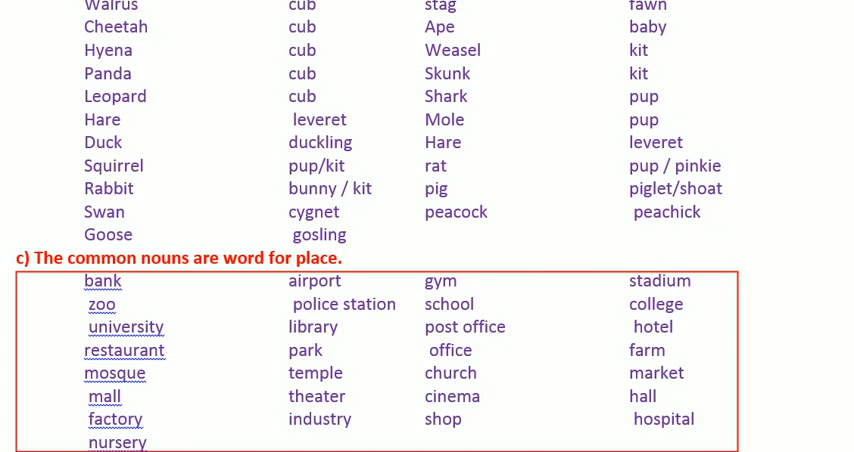 Walrus cub stag fawn
Cheetah cub Ape baby
Hyena cub Weasel kit
Panda cub Skunk kit
Leopard cub Shark pup
Hare leveret Mole pup
Duck duckling Hare leveret
Squirrel pup/kit rat pup / pinkie
Rabbit bunny / kit pig piglet/shoat
Swan cygnet peacock peachick
Goose gosling
c) The common nouns are word for place.
bank airport gym stadium
zoo police station school college
university library post office hotel
restaurant park office farm
mosque temple church market
mall theater cinema hall
factory industry shop hospital
nursery